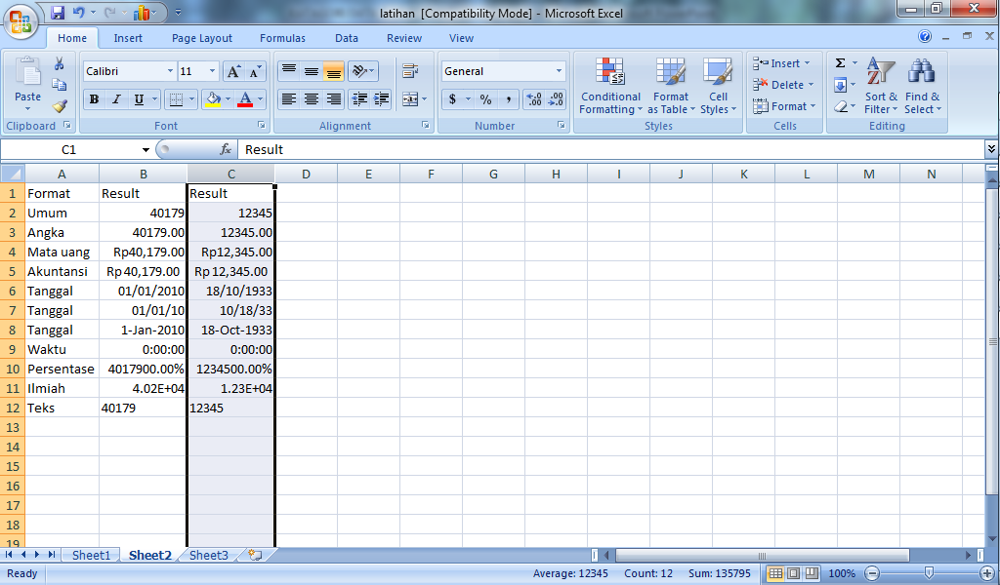 latihan [Compatibility Mode] - Microsoft Excel
Home Insert Page Layout Formulas Data Review View
Calibri 11 General Insert
Paste Conditional Formatting Format as Table Cell Styles Delete Sort & Filter Find & Select
B I U $ % , .00 .0 Format
Clipboard Font Alignment Number Styles Cells Editing
C1 fx Result
A B C D E F G H I J K L M N
1 Format Result Result
2 Umum 40179 12345
3 Angka 40179.00 12345.00
4 Mata uang Rp40,179.00 Rp12,345.00
5 Akuntansi Rp 40,179.00 Rp 12,345.00
6 Tanggal 01/01/2010 18/10/1933
7 Tanggal 01/01/10 10/18/33
8 Tanggal 1-Jan-2010 18-Oct-1933
9 Waktu 0:00:00 0:00:00
10 Persentase 4017900.00% 1234500.00%
11 Ilmiah 4.02E+04 1.23E+04
12 Teks 40179 12345
13
14
15
16
17
18
19
Sheet1 Sheet2 Sheet3
Ready Average: 12345 Count: 12 Sum: 135795 100%